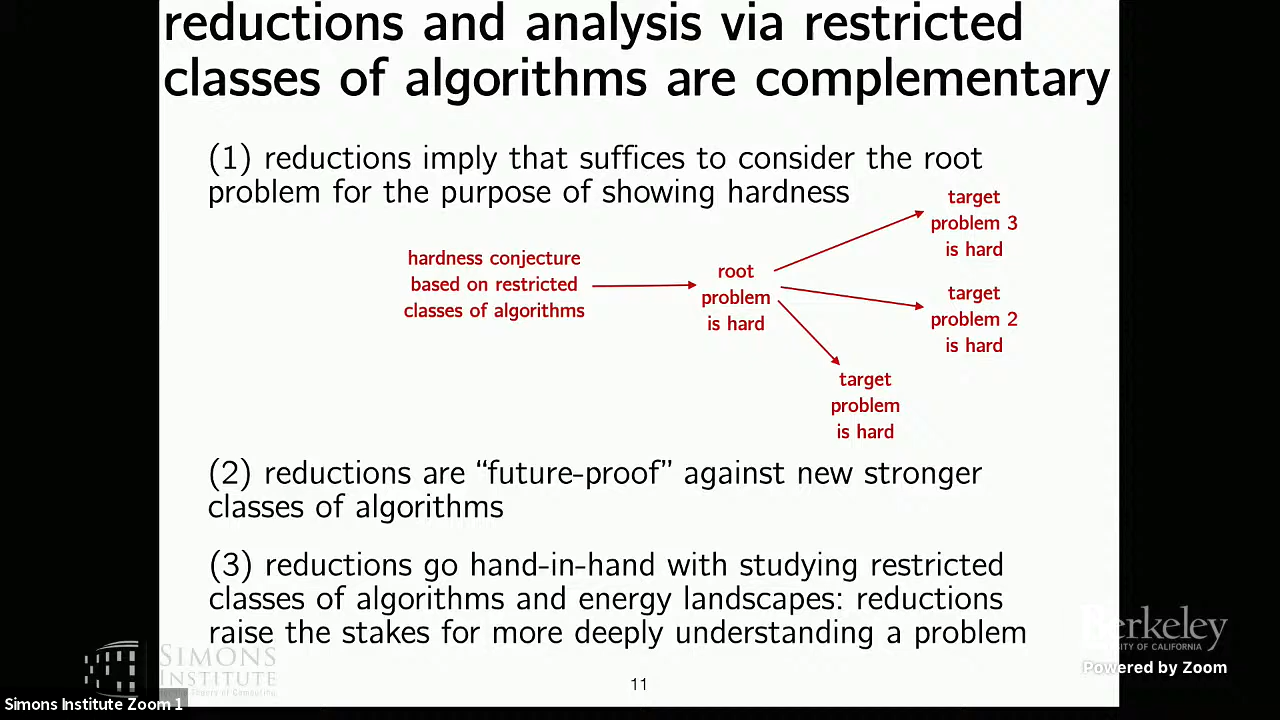 reductions and analysis via restricted
classes of algorithms are complementary
(1) reductions imply that suffices to consider the root
problem for the purpose of showing hardness
target
problem 3
is hard
hardness conjecture
based on restricted
classes of algorithms
root
problem
is hard
target
problem 2
is hard
target
problem
is hard
(2) reductions are “future-proof” against new stronger
classes of algorithms
(3) reductions go hand-in-hand with studying restricted
classes of algorithms and energy landscapes: reductions
raise the stakes for more deeply understanding a problem
Berkeley
OF CALIFORNIA
Powered by Zoom
SIMONS
INSTITUTE
of Computing
11
Simons Institute Zoom 1